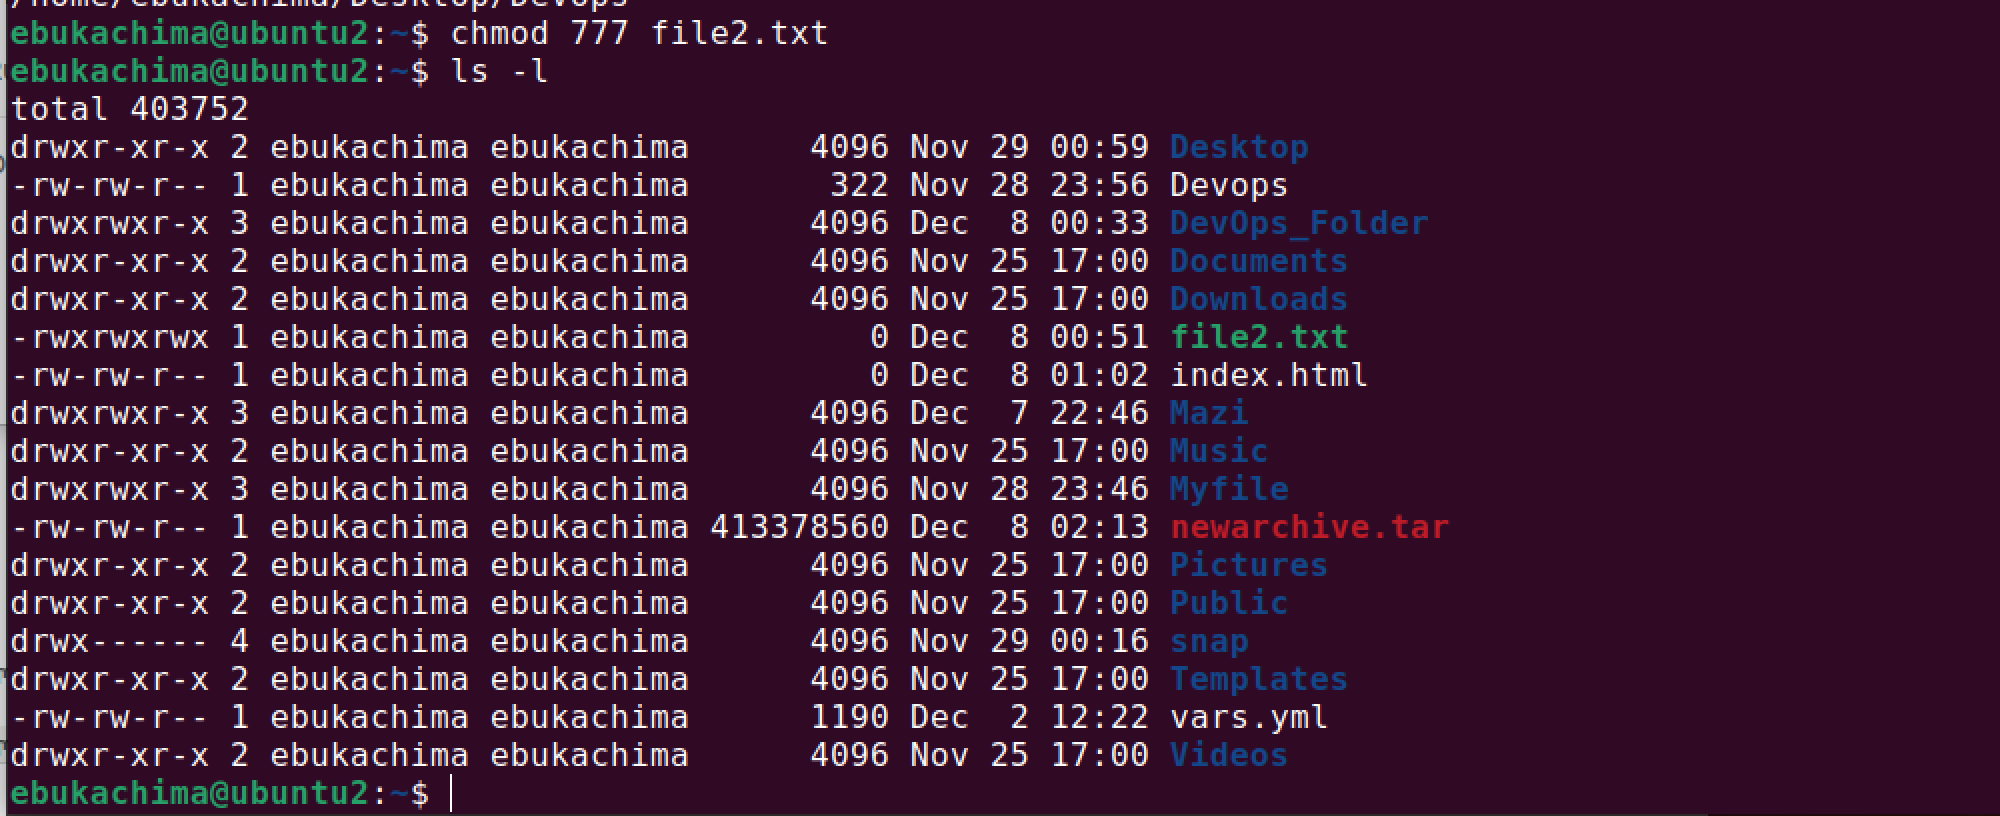 /home/ebukachima/Desktop/Devops
ebukachima@ubuntu2:~$ chmod 777 file2.txt
ebukachima@ubuntu2:~$ ls -l
total 403752
drwxr-xr-x 2 ebukachima ebukachima      4096 Nov 29 00:59 Desktop
-rw-rw-r-- 1 ebukachima ebukachima       322 Nov 28 23:56 Devops
drwxrwxr-x 3 ebukachima ebukachima      4096 Dec  8 00:33 DevOps_Folder
drwxr-xr-x 2 ebukachima ebukachima      4096 Nov 25 17:00 Documents
drwxr-xr-x 2 ebukachima ebukachima      4096 Nov 25 17:00 Downloads
-rwxrwxrwx 1 ebukachima ebukachima         0 Dec  8 00:51 file2.txt
-rw-rw-r-- 1 ebukachima ebukachima         0 Dec  8 01:02 index.html
drwxrwxr-x 3 ebukachima ebukachima      4096 Dec  7 22:46 Mazi
drwxr-xr-x 2 ebukachima ebukachima      4096 Nov 25 17:00 Music
drwxrwxr-x 3 ebukachima ebukachima      4096 Nov 28 23:46 Myfile
-rw-rw-r-- 1 ebukachima ebukachima 413378560 Dec  8 02:13 newarchive.tar
drwxr-xr-x 2 ebukachima ebukachima      4096 Nov 25 17:00 Pictures
drwxr-xr-x 2 ebukachima ebukachima      4096 Nov 25 17:00 Public
drwx------ 4 ebukachima ebukachima      4096 Nov 29 00:16 snap
drwxr-xr-x 2 ebukachima ebukachima      4096 Nov 25 17:00 Templates
-rw-rw-r-- 1 ebukachima ebukachima      1190 Dec  2 12:22 vars.yml
drwxr-xr-x 2 ebukachima ebukachima      4096 Nov 25 17:00 Videos
ebukachima@ubuntu2:~$